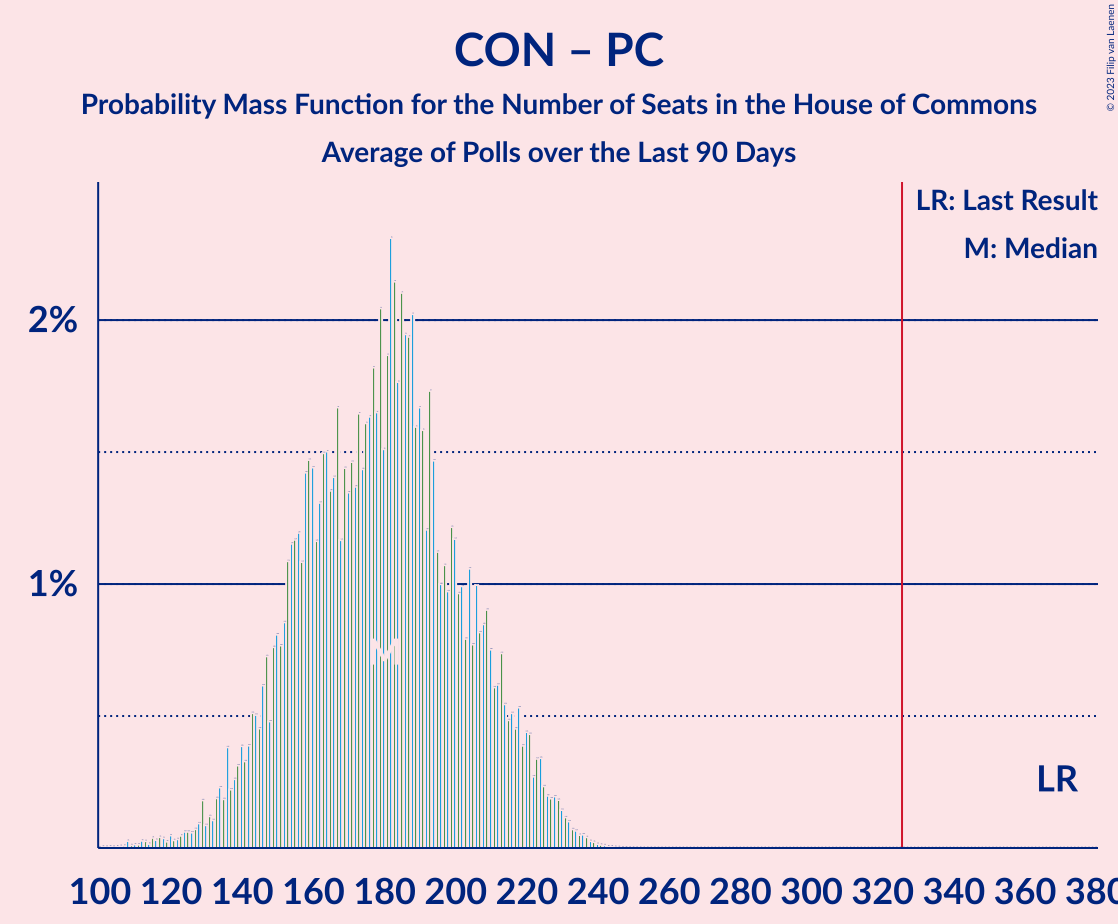 CON – PC
Probability Mass Function for the Number of Seats in the House of Commons
Average of Polls over the Last 90 Days
© 2023 Filip van Laenen
LR: Last Result
M: Median
2%
1%
M
LR
100 120 140 160 180 200 220 240 260 280 300 320 340 360 380